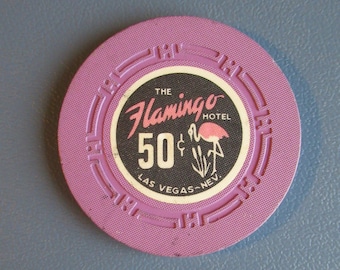 THE
Flamingo
HOTEL
50¢
LAS VEGAS~NEV.